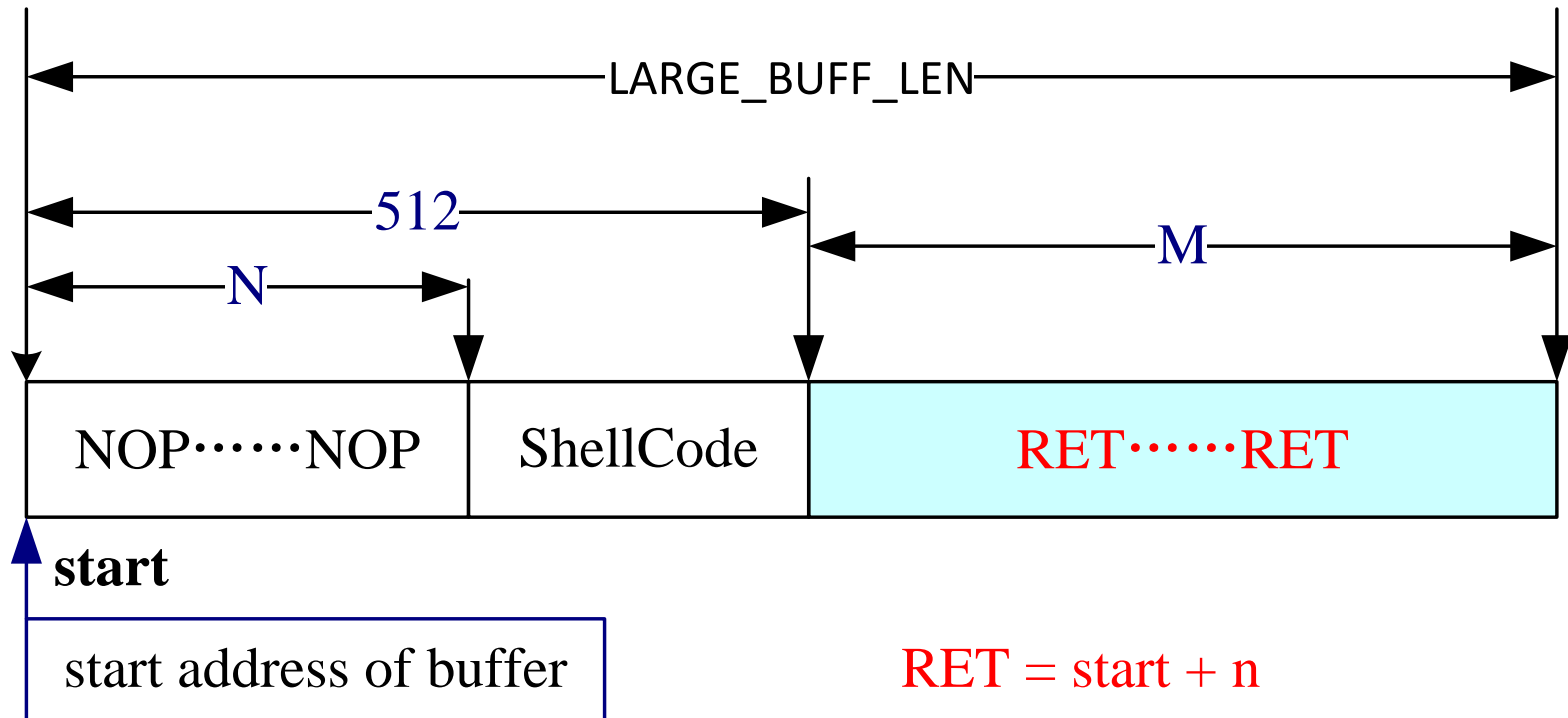 LARGE_BUFF_LEN
512
M
N
NOP······NOP
ShellCode
RET······RET
start
start address of buffer
RET = start + n